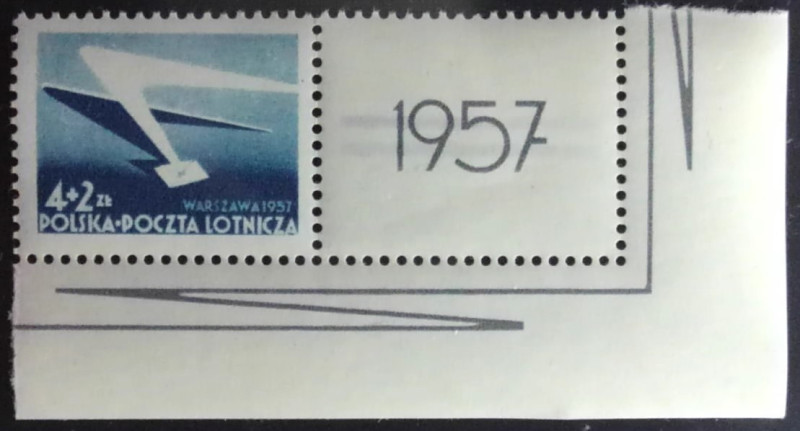 4+2 ZŁ
WARSZAWA 1957
POLSKA·POCZTA LOTNICZA
1957